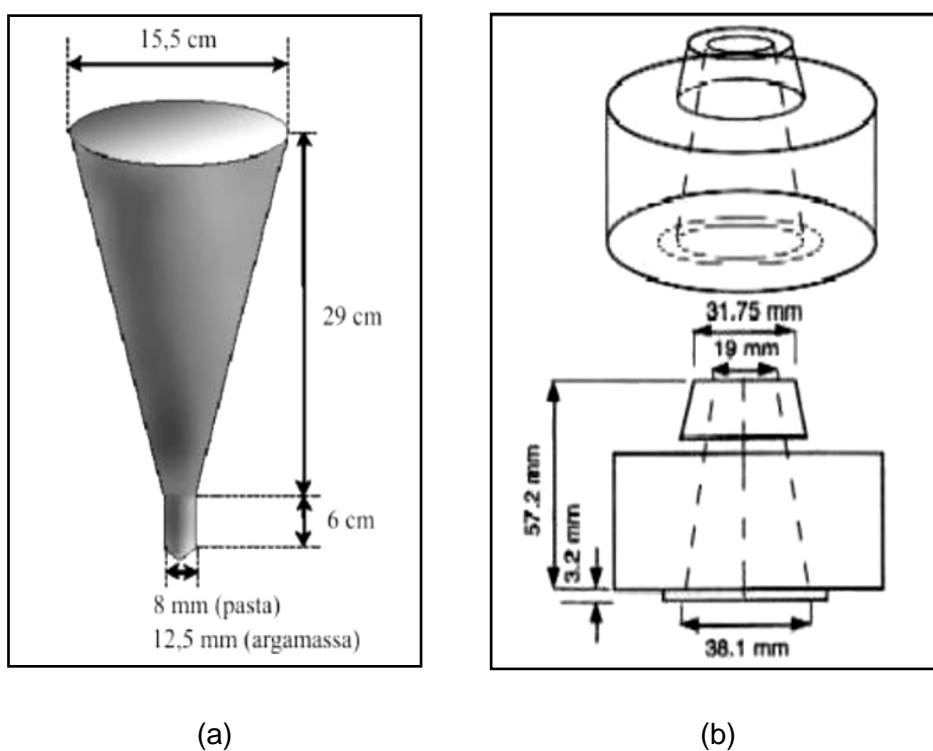 15,5 cm
29 cm
6 cm
8 mm (pasta)
12,5 mm (argamassa)
31.75 mm
19 mm
57.2 mm
3.2 mm
38.1 mm
(a)
(b)